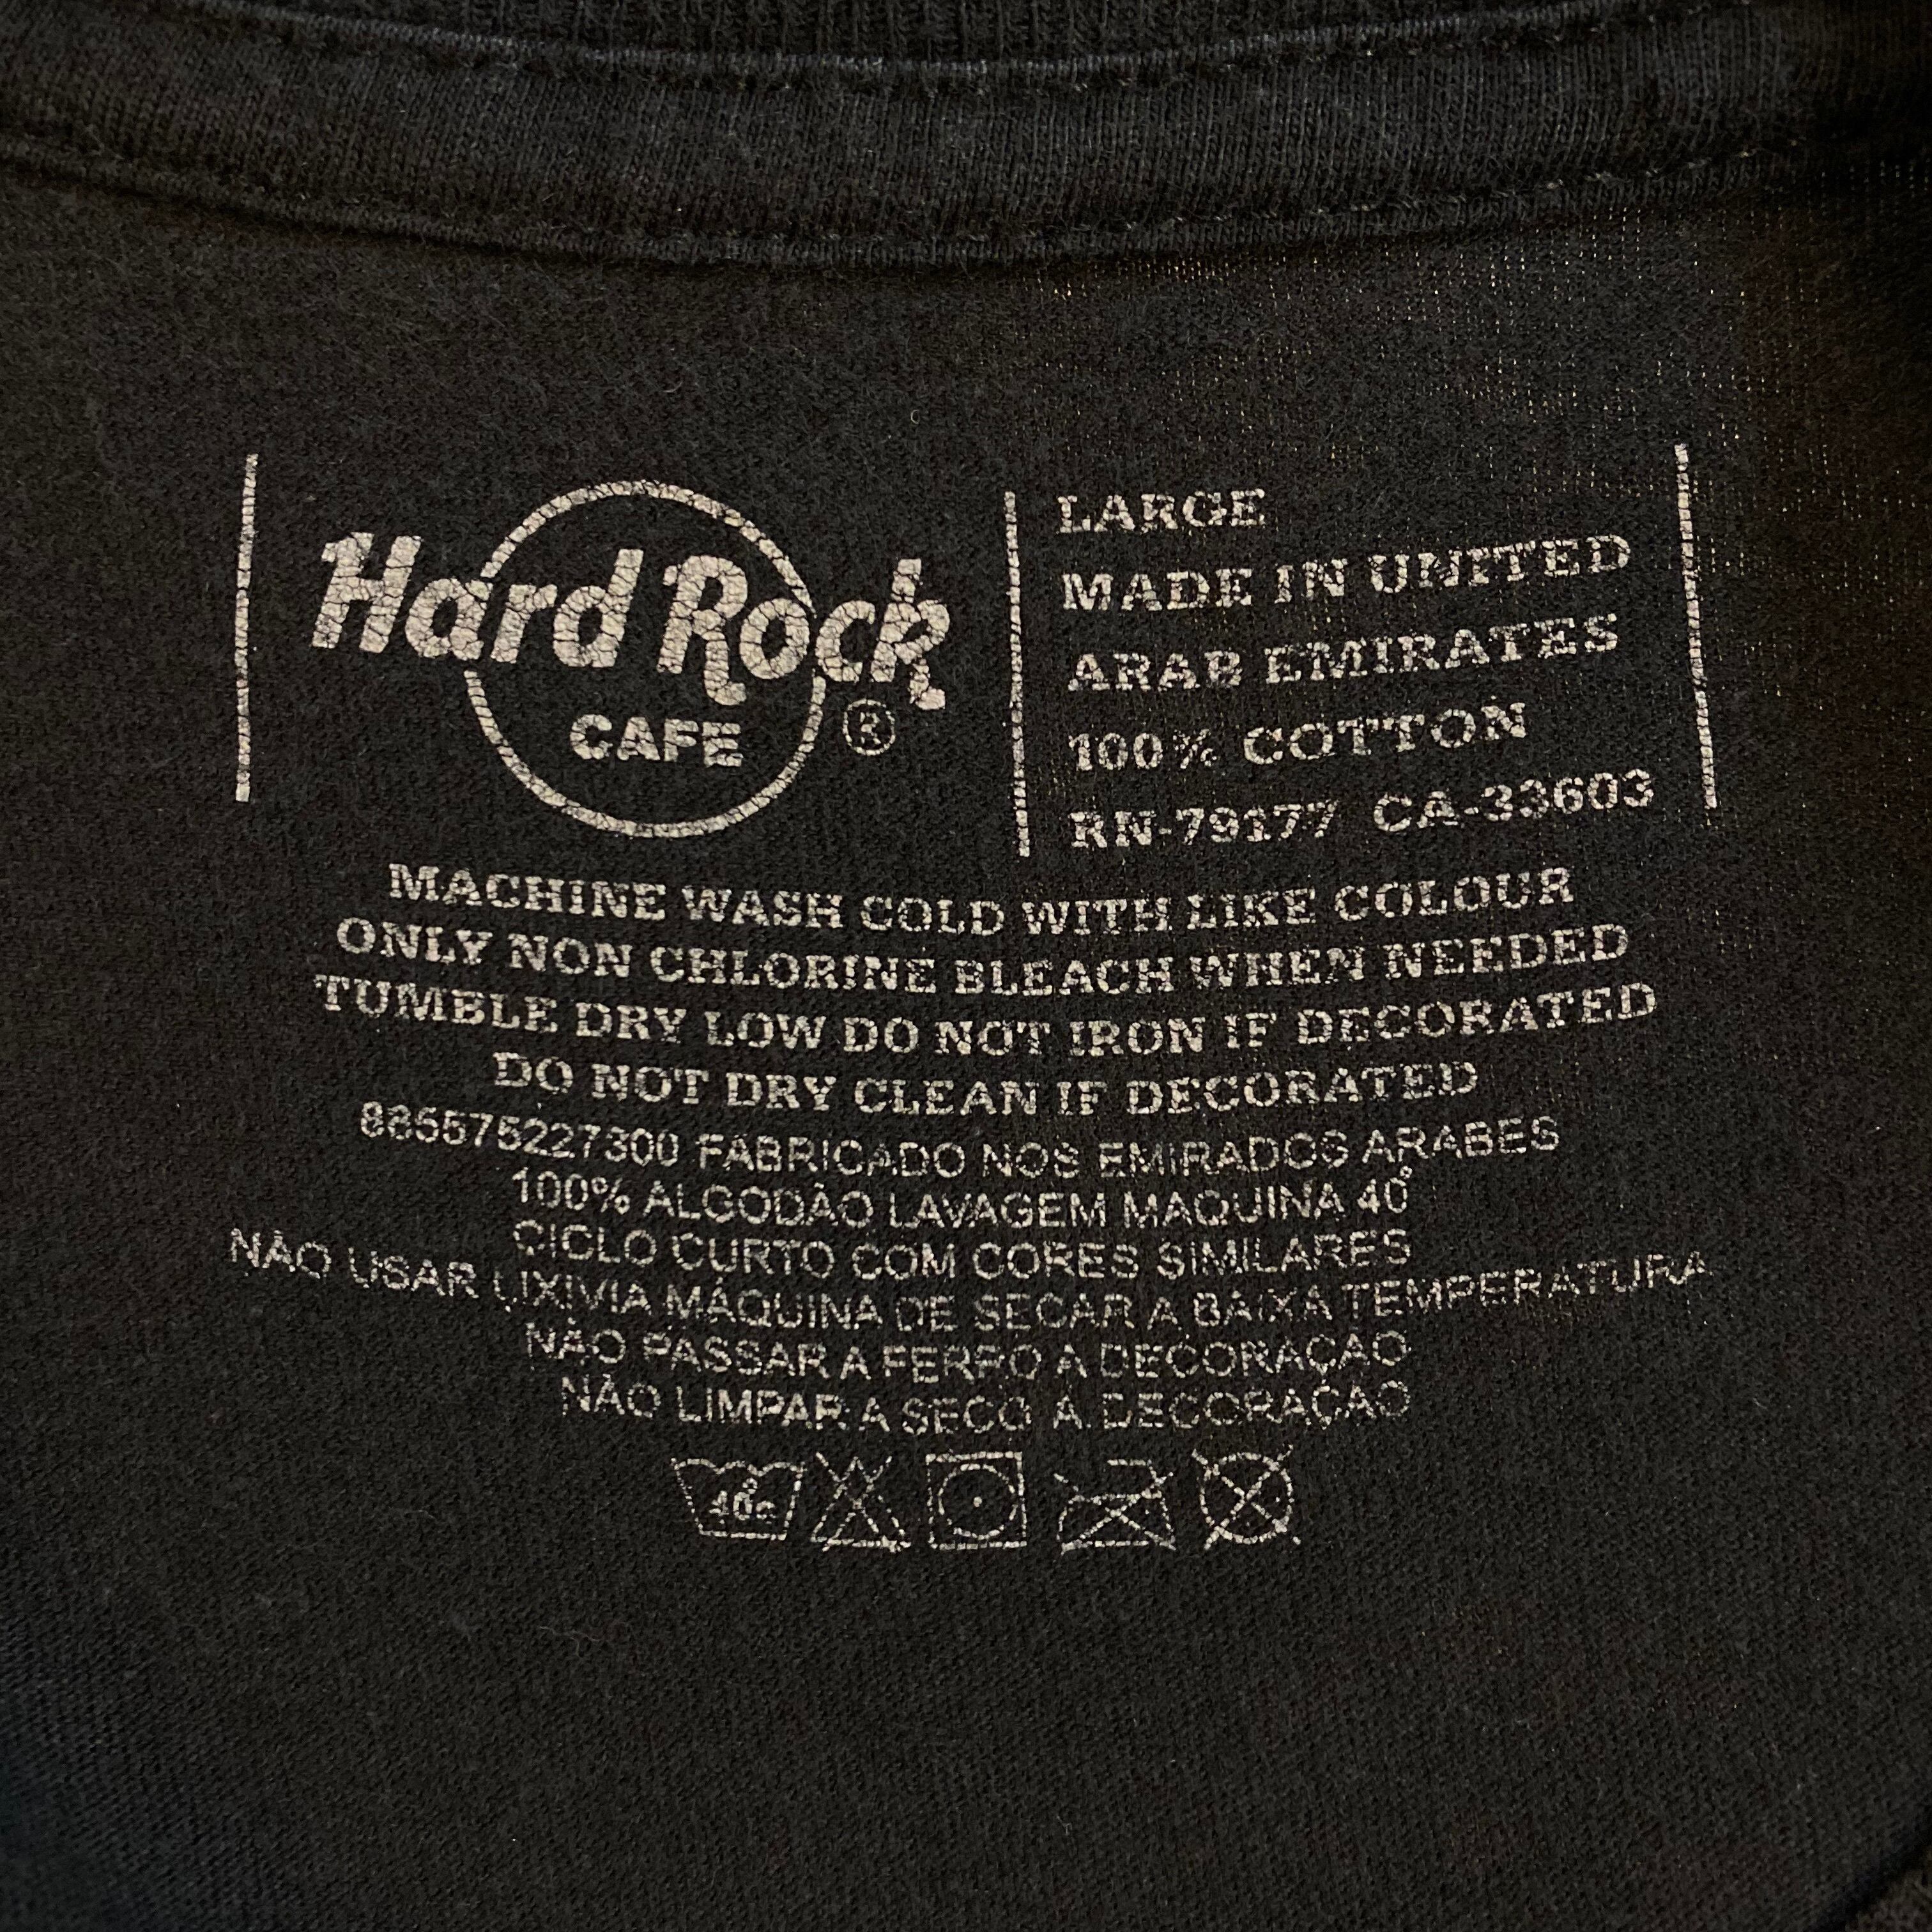 Hard Rock
CAFE
®
LARGE
MADE IN UNITED
ARAB EMIRATES
100% COTTON
RN-79177 CA-33603
MACHINE WASH COLD WITH LIKE COLOUR
ONLY NON CHLORINE BLEACH WHEN NEEDED
TUMBLE DRY LOW DO NOT IRON IF DECORATED
DO NOT DRY CLEAN IF DECORATED
885575227300 FABRICADO NOS EMIRADOS ARABES
100% ALGODÃO LAVAGEM MAQUINA 40°
CICLO CURTO COM CORES SIMILARES
NÃO USAR LIXIVIA MÁQUINA DE SECAR A BAIXA TEMPERATURA
NÃO PASSAR A FERRO A DECORAÇÃO
NÃO LIMPAR A SECO A DECORAÇÃO
40°c